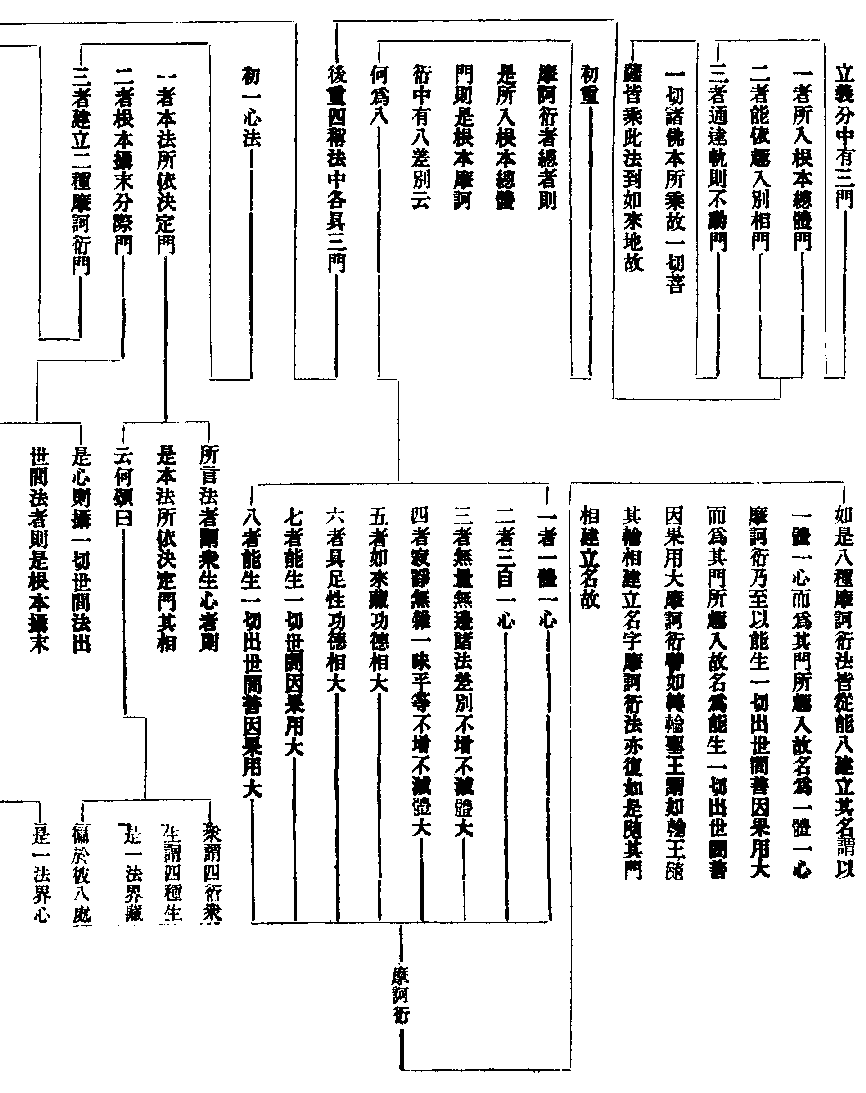 立義分中有三門
一者所入根本總體門
二者能依趣入別相門
三者通達軌則不動門
一切諸佛本所乘故一切菩
薩皆乘此法到如來地故
初重
摩訶衍者總者則
是所入根本總體
門則是根本摩訶
衍中有八差別云
何爲八
後重四種法中各具三門
初一心法
一者本法所依決定門
二者根本攝末分際門
三者建立二種摩訶衍門
如是八種摩訶衍法皆從能入建立其名謂以
一體一心而爲其門所趣入故名爲一體一心
摩訶衍乃至以能生一切出世間善因果用大
而爲其門所趣入故名爲能生一切出世間善
因果用大摩訶衍譬如轉輪聖王謂如輪王隨
其輪相建立名字摩訶衍法亦復如是隨其門
相建立名故
一者一體一心
二者三自一心
三者無量無邊諸法差別不增不減體大
四者寂靜無雜一味平等不增不減體大
五者如來藏功德相大
六者具足性功德相大
七者能生一切世間因果用大
八者能生一切出世間善因果用大
摩訶衍
所言法者謂衆生心者則
是本法所依決定門其相
云何頌曰
是心則攝一切世間法出
世間法者則是根本攝末
衆謂四衍衆
生謂四種生
是一法界藏
徧於彼八處
是一法界心